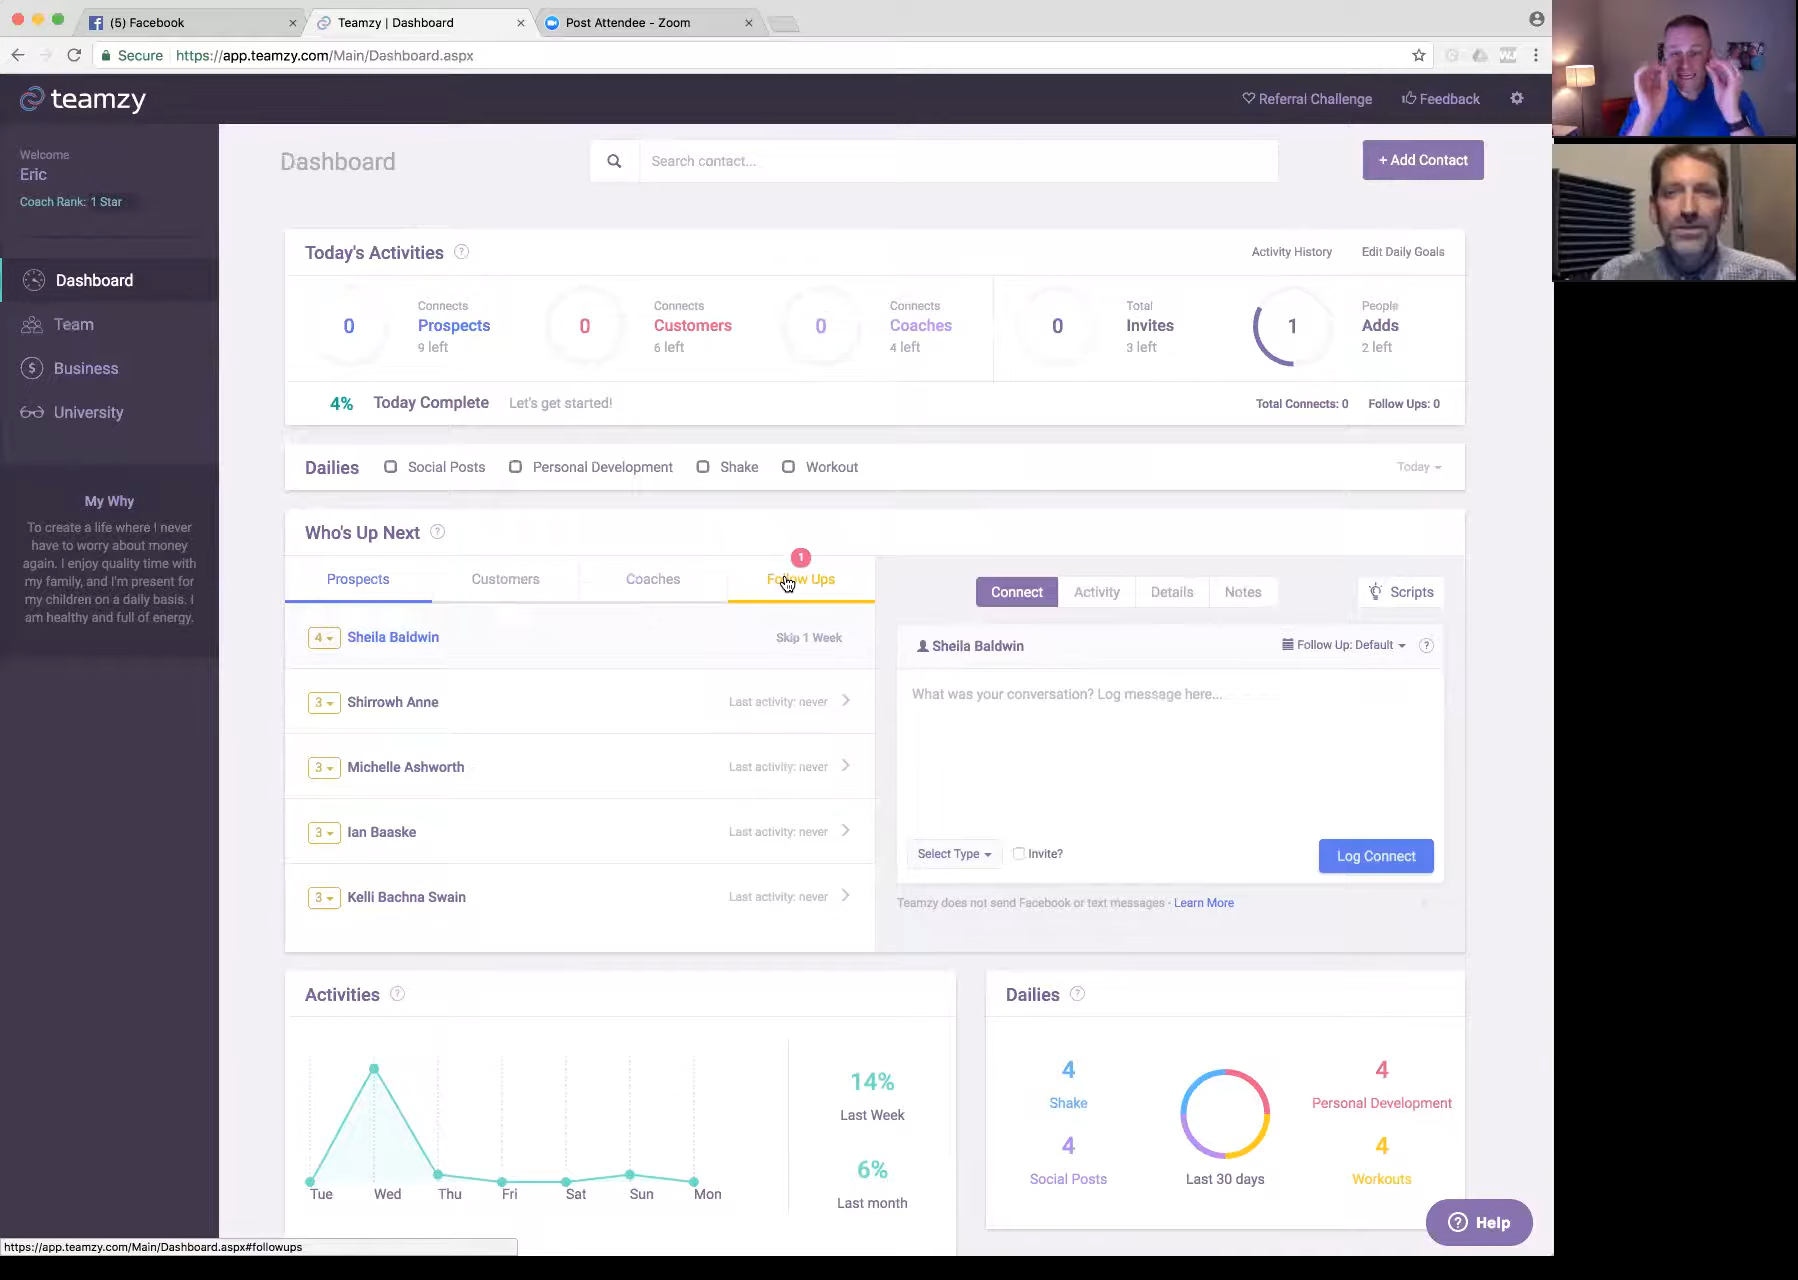 (5) Facebook
Teamzy | Dashboard
Post Attendee - Zoom
Secure
https://app.teamzy.com/Main/Dashboard.aspx
teamzy
Referral Challenge
Feedback
Welcome
Eric
Coach Rank: 1 Star
Dashboard
Team
Business
University
My Why
To create a life where I never
have to worry about money
again. I enjoy quality time with
my family, and I'm present for
my children on a daily basis. I
am healthy and full of energy.
Dashboard
Search contact...
+ Add Contact
Today's Activities
Activity History
Edit Daily Goals
0
Connects
Prospects
9 left
0
Connects
Customers
6 left
0
Connects
Coaches
4 left
0
Total
Invites
3 left
1
People
Adds
2 left
4%
Today Complete
Let's get started!
Total Connects: 0
Follow Ups: 0
Dailies
Social Posts
Personal Development
Shake
Workout
Today
Who's Up Next
Prospects
Customers
Coaches
1
Follow Ups
4
Sheila Baldwin
Skip 1 Week
3
Shirrowh Anne
Last activity: never
3
Michelle Ashworth
Last activity: never
3
Ian Baaske
Last activity: never
3
Kelli Bachna Swain
Last activity: never
Connect
Activity
Details
Notes
Scripts
Sheila Baldwin
Follow Up: Default
What was your conversation? Log message here...
Select Type
Invite?
Log Connect
Teamzy does not send Facebook or text messages - Learn More
Activities
Tue
Wed
Thu
Fri
Sat
Sun
Mon
14%
Last Week
6%
Last month
Dailies
4
Shake
4
Social Posts
Last 30 days
4
Personal Development
4
Workouts
Help
https://app.teamzy.com/Main/Dashboard.aspx#followups